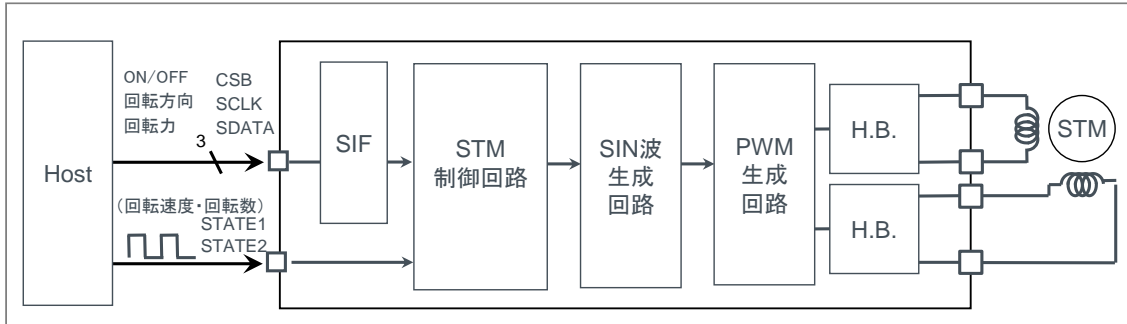 Host
ON/OFF
回転方向
回転力
CSB
SCLK
SDATA
3
(回転速度・回転数)
STATE1
STATE2
SIF
STM
制御回路
SIN波
生成
回路
PWM
生成
回路
H.B.
H.B.
STM